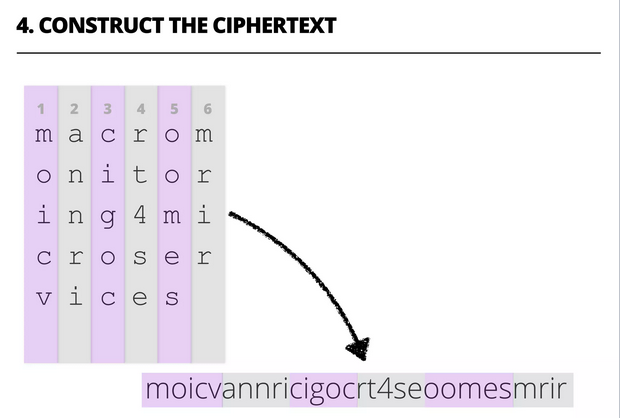 4. CONSTRUCT THE CIPHERTEXT
1 2 3 4 5 6
m a c r o m
o n i t o r
i n g 4 m i
c r o s e r
v i c e s
moicvannricigocrt4seoomesmrir